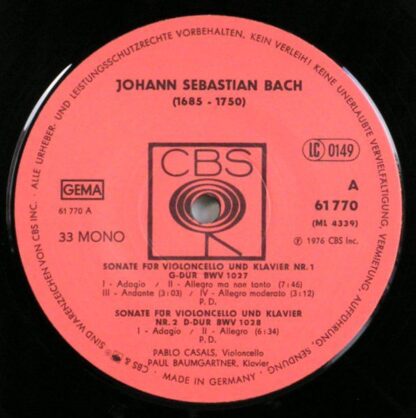 ALLE URHEBER- UND LEISTUNGSSCHUTZRECHTE VORBEHALTEN. KEIN VERLEIH! KEINE UNERLAUBTE VERVIELFÄLTIGUNG, VERMIETUNG, AUFFÜHRUNG, SENDUNG
JOHANN SEBASTIAN BACH
(1685 - 1750)
CBS
LC 0149
GEMA
A
61 770 A
61 770
(ML 4339)
33 MONO
Ⓟ 1976 CBS Inc.
SONATE FÜR VIOLONCELLO UND KLAVIER NR. 1
G-DUR BWV 1027
I - Adagio / II - Allegro ma non tanto (7:46)
III - Andante (3:03) / IV - Allegro moderato (3:12)
P.D.
SONATE FÜR VIOLONCELLO UND KLAVIER
NR. 2 D-DUR BWV 1028
I - Adagio / II - Allegro (6:34)
P.D.
PABLO CASALS, Violoncello
PAUL BAUMGARTNER, Klavier
MADE IN GERMANY
CBS & SIND WARENZEICHEN VON CBS INC.